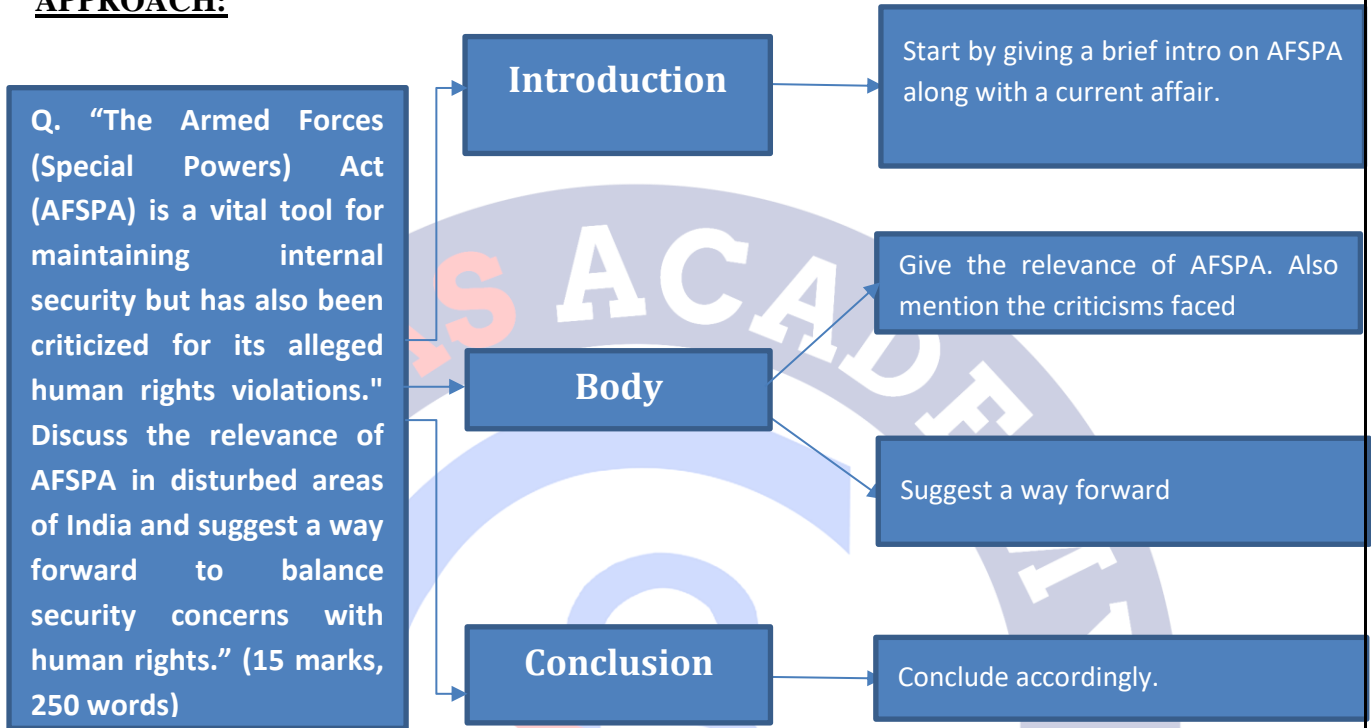 APPROACH:
Q. “The Armed Forces
(Special Powers) Act
(AFSPA) is a vital tool for
maintaining internal
security but has also been
criticized for its alleged
human rights violations."
Discuss the relevance of
AFSPA in disturbed areas
of India and suggest a way
forward to balance
security concerns with
human rights.” (15 marks,
250 words)
Introduction
Start by giving a brief intro on AFSPA
along with a current affair.
Body
Give the relevance of AFSPA. Also
mention the criticisms faced
Suggest a way forward
Conclusion
Conclude accordingly.
AS ACADEMY